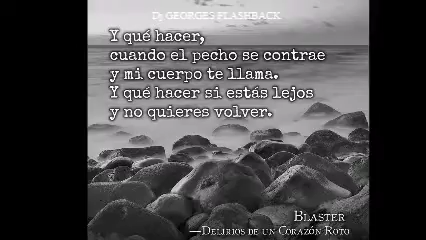 Dj GEORGES FLASHBACK
Y qué hacer,
cuando el pecho se contrae
y mi cuerpo te llama.
Y qué hacer si estás lejos
y no quieres volver.
Blaster
—Delirios de un Corazón Roto